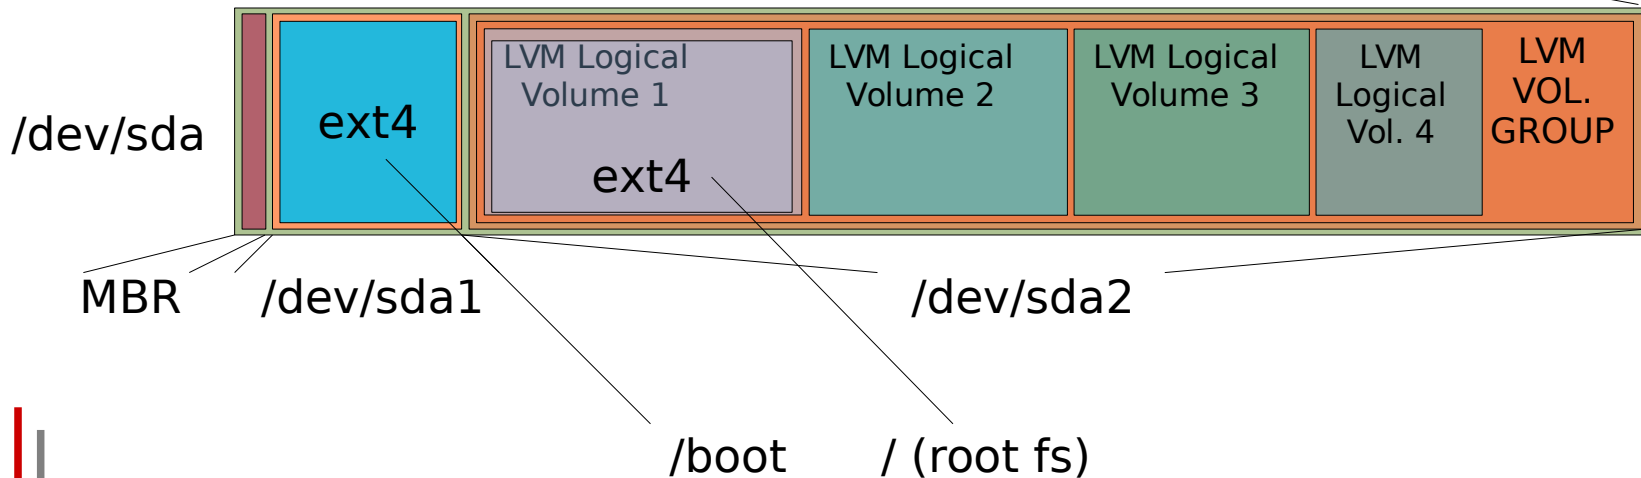 LVM Logical
Volume 1
LVM Logical
Volume 2
LVM Logical
Volume 3
LVM
Logical
Vol. 4
LVM
VOL.
GROUP
/dev/sda
ext4
ext4
MBR
/dev/sda1
/dev/sda2
/boot
/ (root fs)